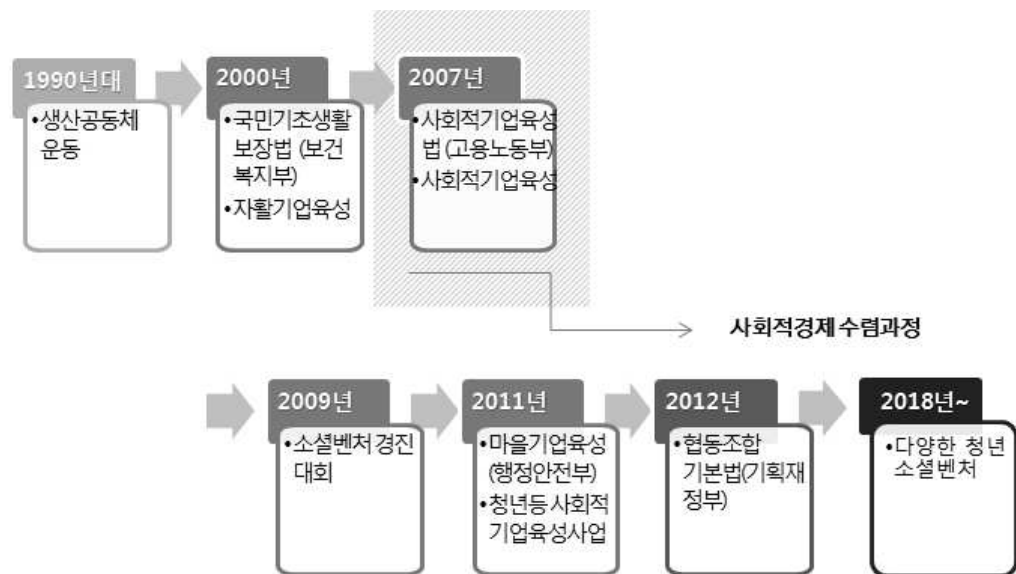 1990년대
•생산공동체
운동
2000년
•국민기초생활
보장법 (보건
복지부)
•자활기업육성
2007년
•사회적기업육성
법 (고용노동부)
•사회적기업육성
사회적경제 수렴과정
2009년
•소셜벤처 경진
대회
2011년
•마을기업육성
(행정안전부)
•청년등 사회적
기업육성사업
2012년
•협동조합
기본법(기획재
정부)
2018년~
•다양한 청년
소셜벤처